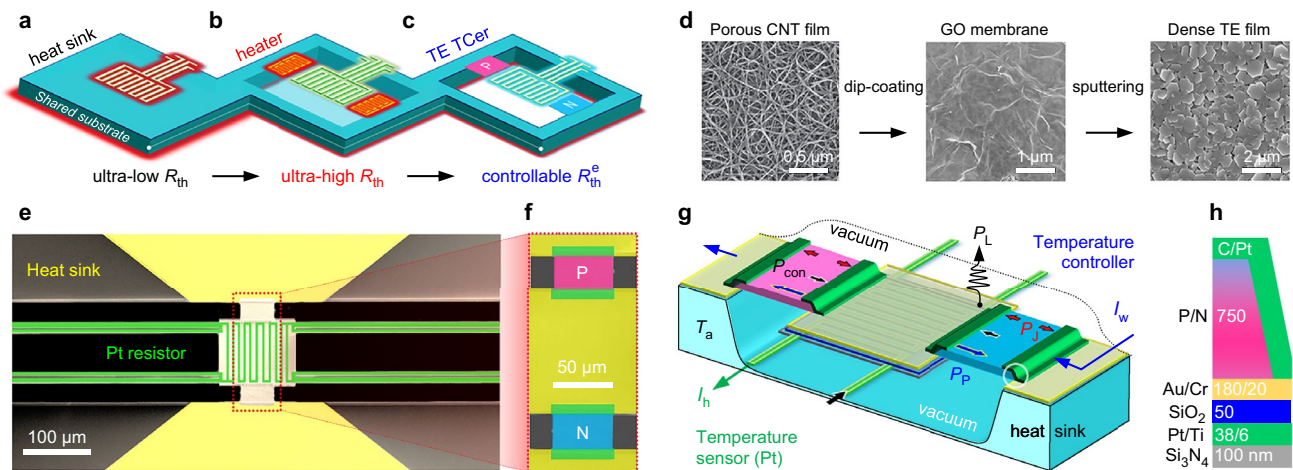 a
b
c
heat sink
heater
TE TCer
P
N
Shared substrate
ultra-low Rth
ultra-high Rth
controllable Rth^e
d
Porous CNT film
GO membrane
Dense TE film
dip-coating
sputtering
0.5 µm
1 µm
2 µm
e
Heat sink
Pt resistor
100 µm
f
P
50 µm
N
g
vacuum
PL
Temperature
controller
Pcon
Iw
Ta
PJ
PP
Ih
vacuum
heat sink
Temperature
sensor (Pt)
h
C/Pt
P/N
750
Au/Cr 180/20
SiO2 50
Pt/Ti 38/6
Si3N4 100 nm